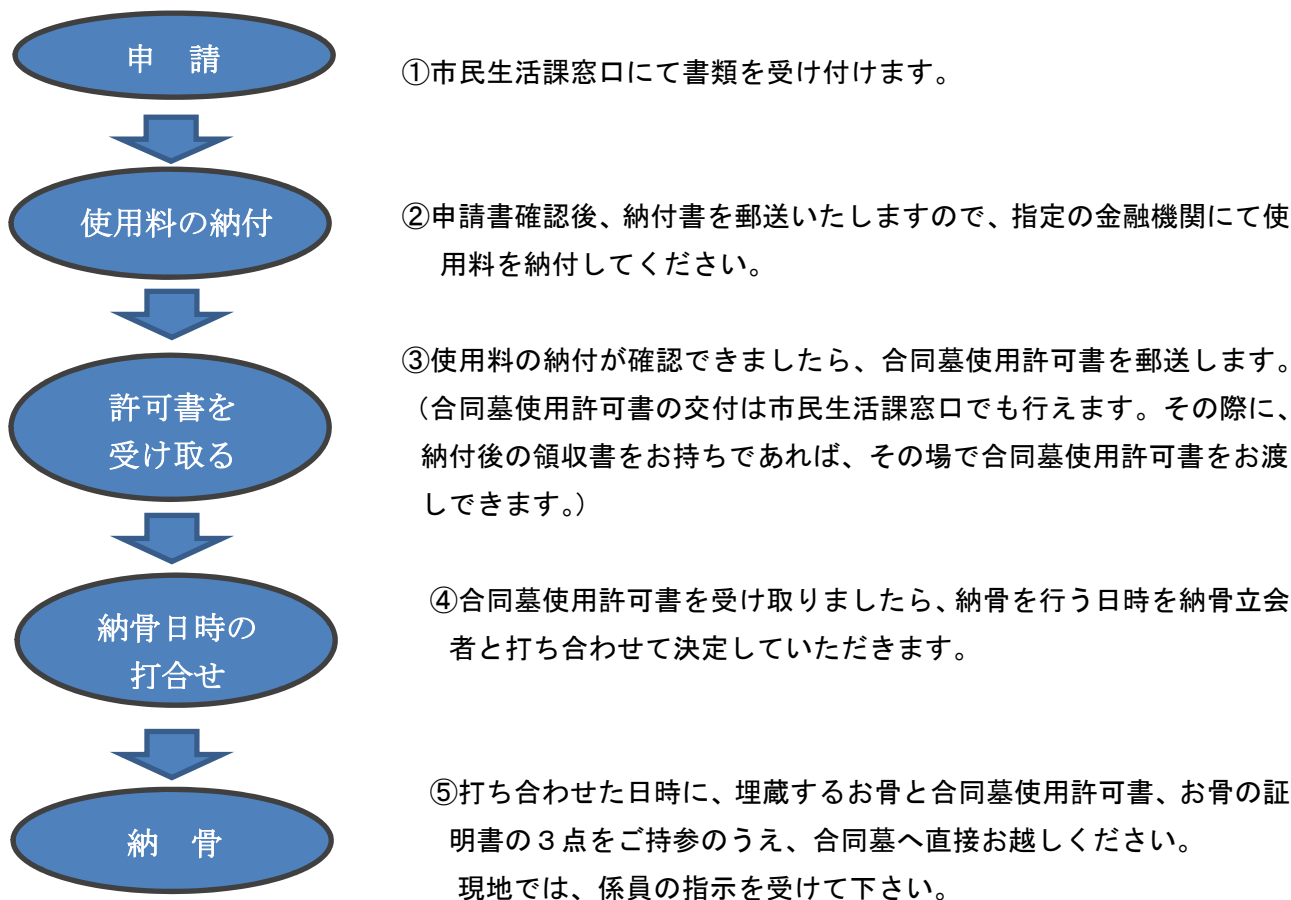 申　請
①市民生活課窓口にて書類を受け付けます。
使用料の納付
②申請書確認後、納付書を郵送いたしますので、指定の金融機関にて使
用料を納付してください。
許可書を
受け取る
③使用料の納付が確認できましたら、合同墓使用許可書を郵送します。
（合同墓使用許可書の交付は市民生活課窓口でも行えます。その際に、
納付後の領収書をお持ちであれば、その場で合同墓使用許可書をお渡
しできます。）
納骨日時の
打合せ
④合同墓使用許可書を受け取りましたら、納骨を行う日時を納骨立会
者と打ち合わせて決定していただきます。
納　骨
⑤打ち合わせた日時に、埋蔵するお骨と合同墓使用許可書、お骨の証
明書の３点をご持参のうえ、合同墓へ直接お越しください。
現地では、係員の指示を受けて下さい。